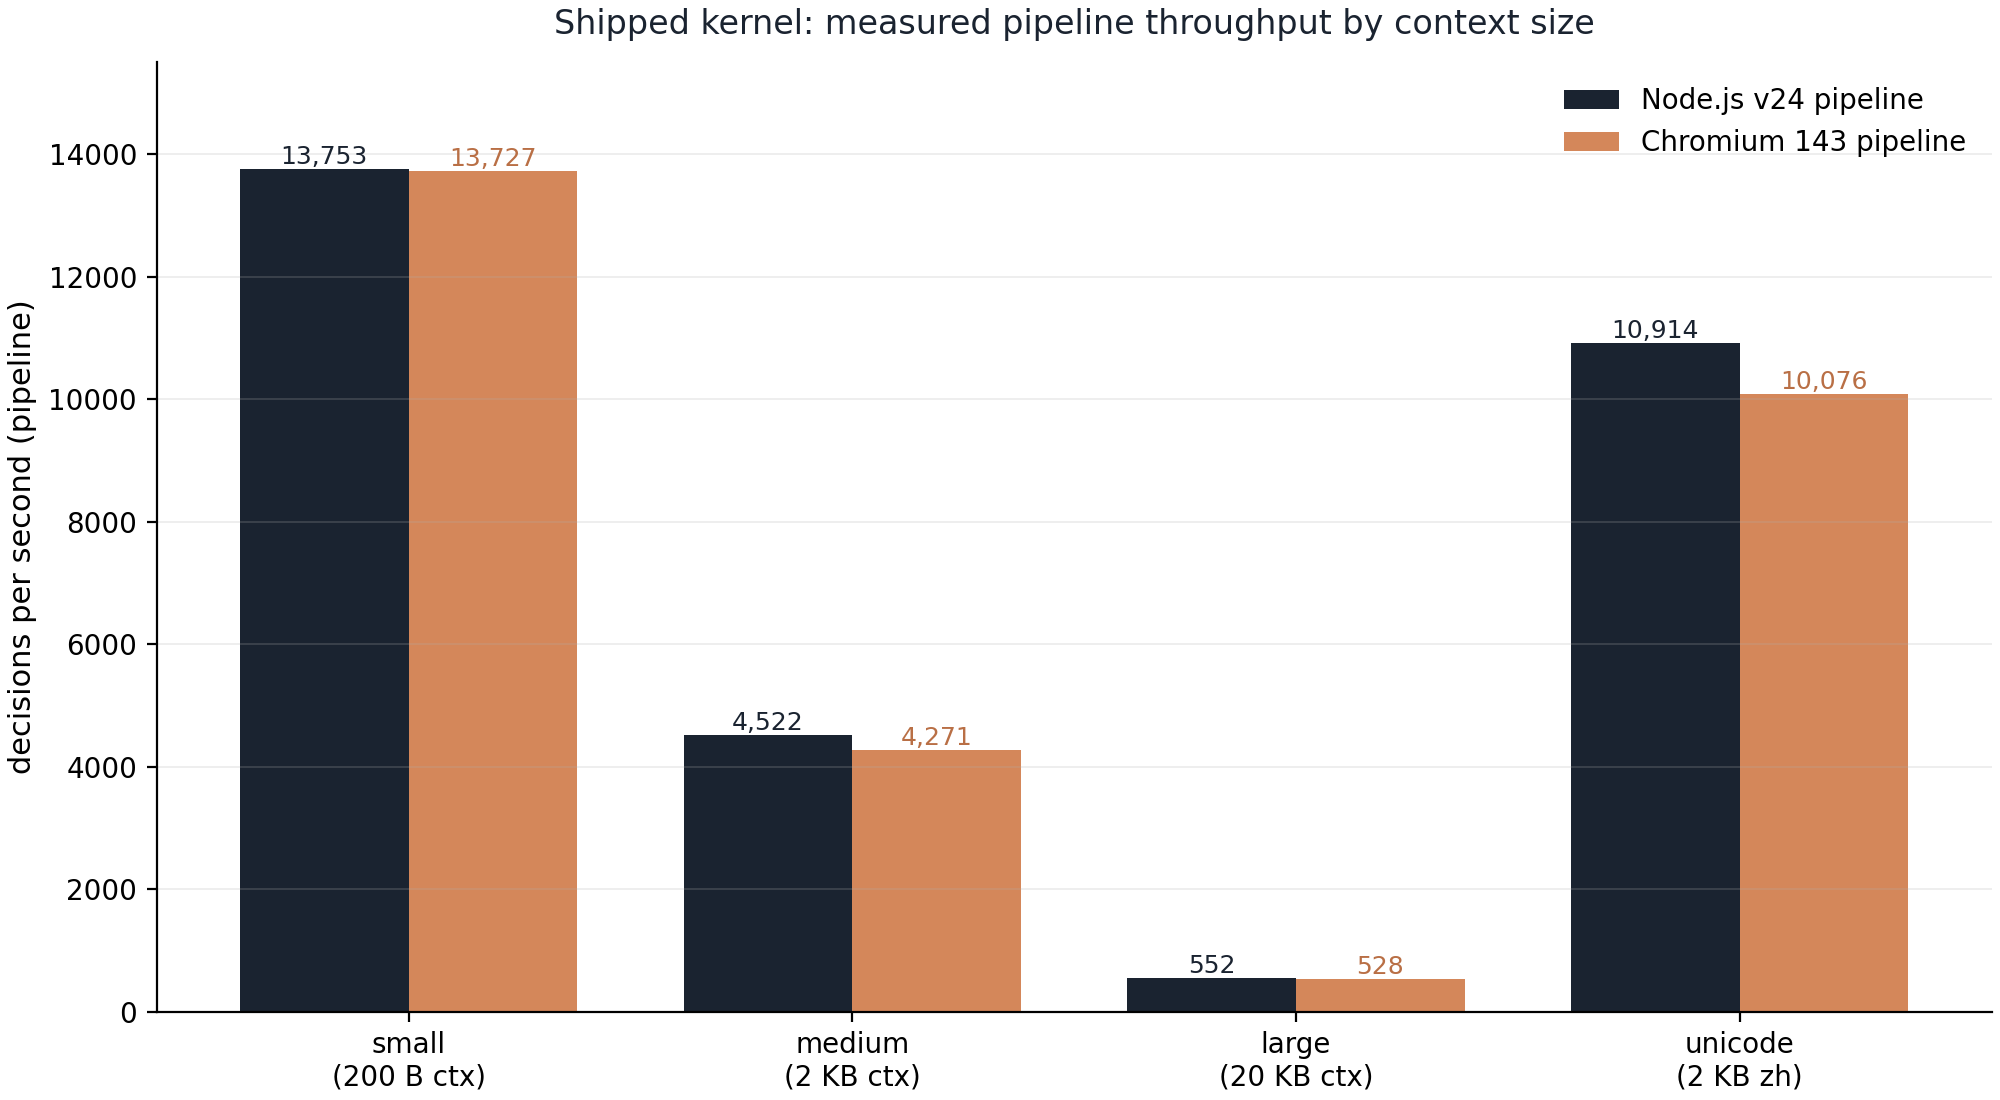 Shipped kernel: measured pipeline throughput by context size
Node.js v24 pipeline
Chromium 143 pipeline
decisions per second (pipeline)
14000
12000
10000
8000
6000
4000
2000
0
13,753
13,727
4,522
4,271
552
528
10,914
10,076
small
(200 B ctx)
medium
(2 KB ctx)
large
(20 KB ctx)
unicode
(2 KB zh)